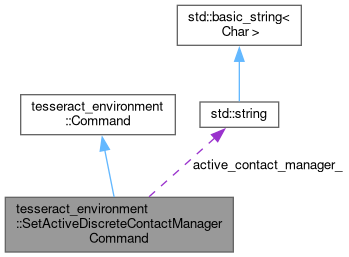 std::basic_string<
Char >
tesseract_environment
::Command
std::string
active_contact_manager_
tesseract_environment
::SetActiveDiscreteContactManager
Command